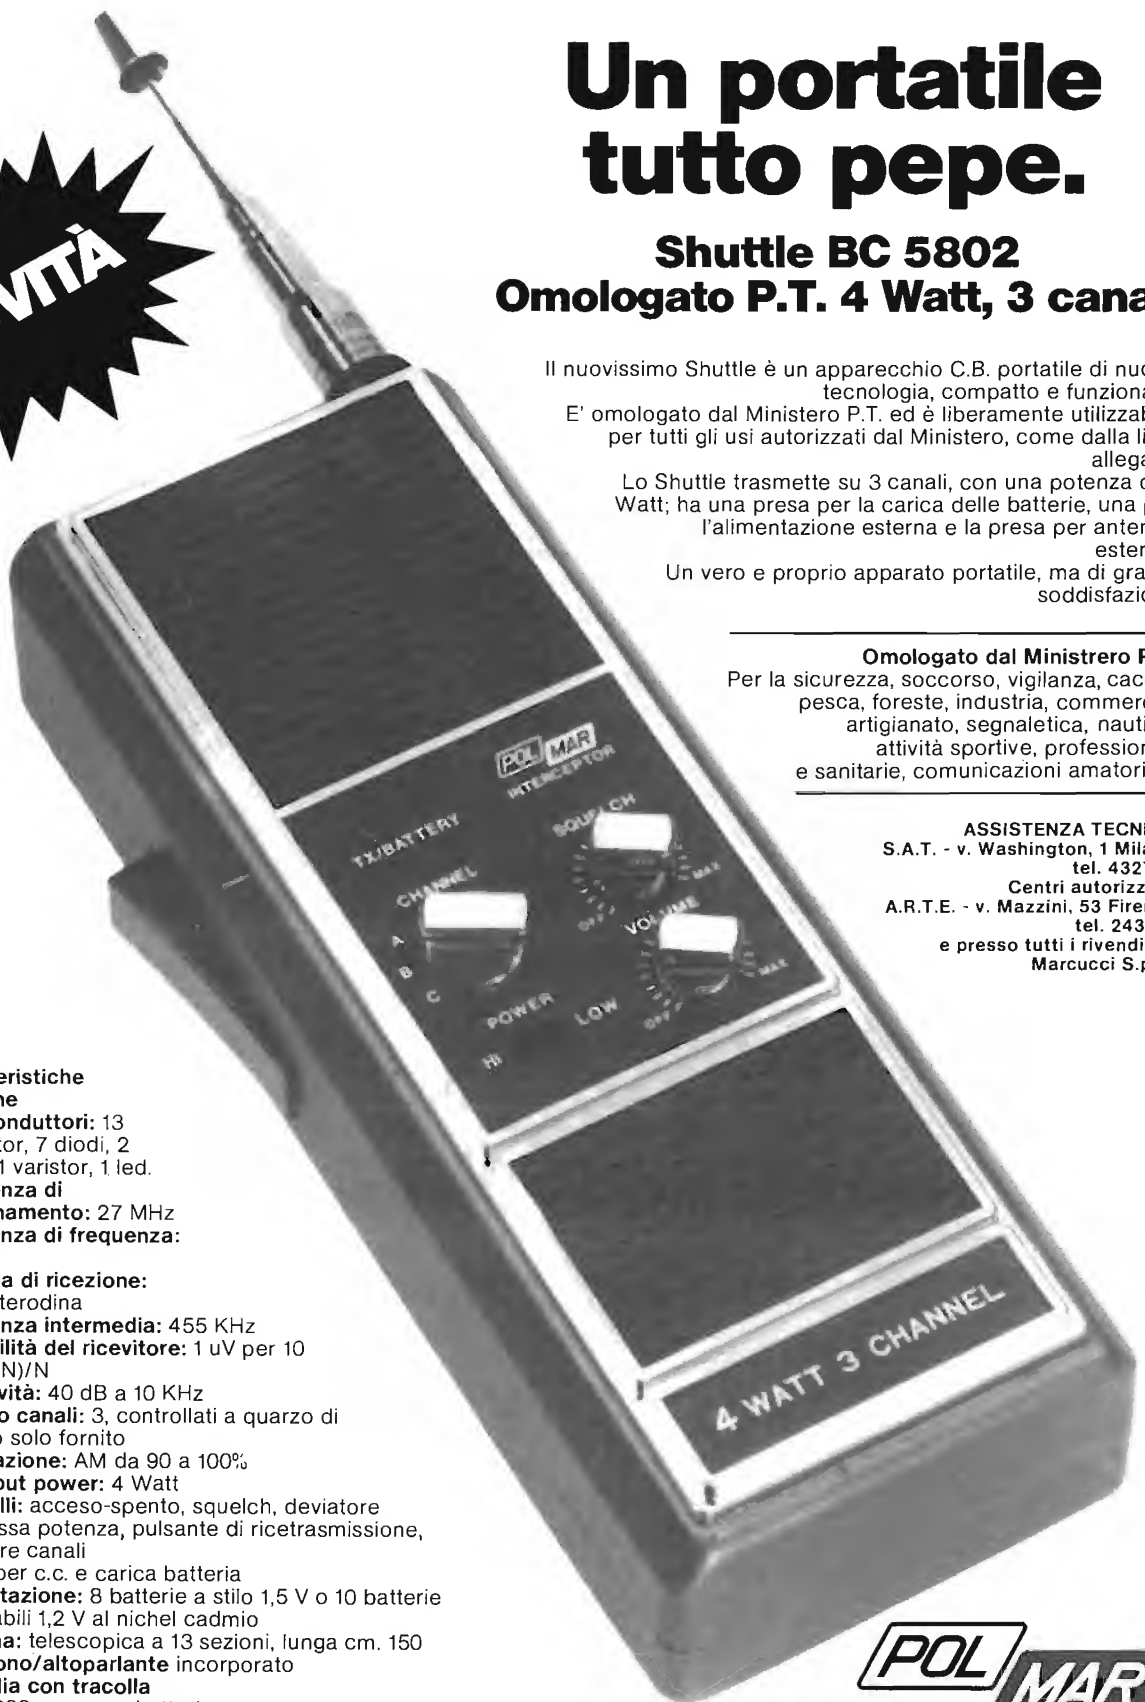 Un portatile
tutto pepe.
Shuttle BC 5802
Omologato P.T. 4 Watt, 3 cana
VITÀ
Il nuovissimo Shuttle è un apparecchio C.B. portatile di nuo
tecnologia, compatto e funziona
E' omologato dal Ministero P.T. ed è liberamente utilizzab
per tutti gli usi autorizzati dal Ministero, come dalla li
allega
Lo Shuttle trasmette su 3 canali, con una potenza d
Watt; ha una presa per la carica delle batterie, una p
l'alimentazione esterna e la presa per anten
ester
Un vero e proprio apparato portatile, ma di gra
soddisfazio
Omologato dal Ministrero P
Per la sicurezza, soccorso, vigilanza, cac
pesca, foreste, industria, commerc
artigianato, segnaletica, nauti
attività sportive, profession
e sanitarie, comunicazioni amatori
ASSISTENZA TECNI
S.A.T. - v. Washington, 1 Mila
tel. 432
Centri autorizz
A.R.T.E. - v. Mazzini, 53 Firen
tel. 243
e presso tutti i rivendi
Marcucci S.p
POL MAR
INTERCEPTOR
TX/BATTERY
SQUELCH
OFF MAX
CHANNEL
A
B
C
VOLUME
OFF MAX
POWER
HI LOW
4 WATT 3 CHANNEL
eristiche
ne
onduttori: 13
tor, 7 diodi, 2
1 varistor, 1 led.
nza di
namento: 27 MHz
nza di frequenza:
a di ricezione:
terodina
nza intermedia: 455 KHz
ilità del ricevitore: 1 uV per 10
N)/N
vità: 40 dB a 10 KHz
o canali: 3, controllati a quarzo di
o solo fornito
azione: AM da 90 a 100%
out power: 4 Watt
lli: acceso-spento, squelch, deviatore
ssa potenza, pulsante di ricetrasmissione,
re canali
per c.c. e carica batteria
tazione: 8 batterie a stilo 1,5 V o 10 batterie
abili 1,2 V al nichel cadmio
na: telescopica a 13 sezioni, lunga cm. 150
ono/altoparlante incorporato
lia con tracolla
POL MAR